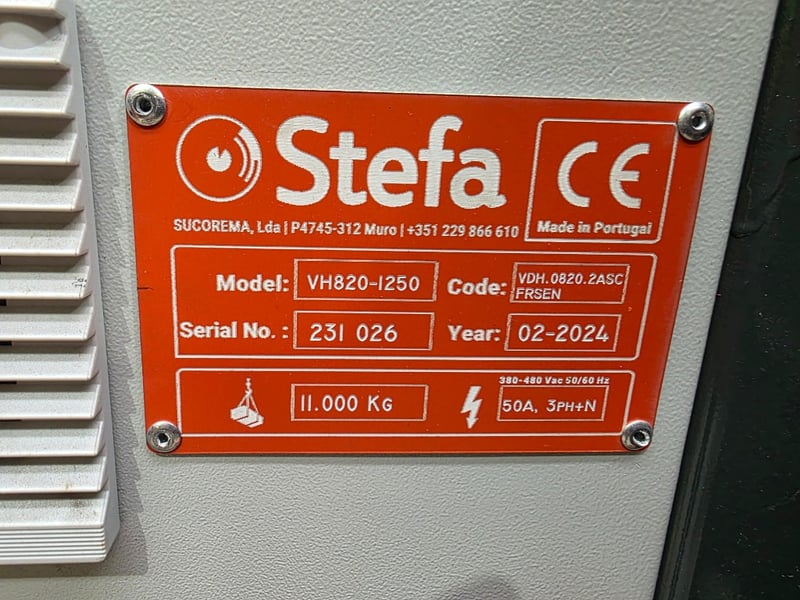 Stefa
CE
SUCOREMA, Lda | P4745-312 Muro | +351 229 866 610
Made in Portugal
Model: VH820-1250
Code: VDH.0820.2ASC
FRSEN
Serial No. : 231 026
Year: 02-2024
380-480 Vac 50/60 Hz
11.000 KG
50A, 3PH+N